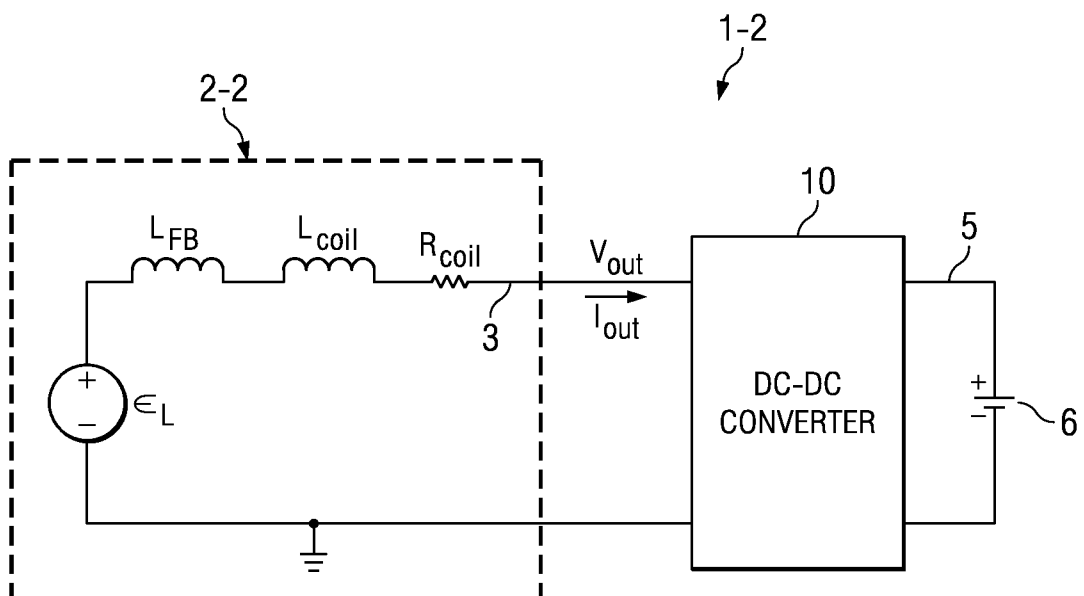 1-2
2-2
10
L_FB
L_coil
R_coil
V_out
I_out
3
5
+
-
∈_L
DC-DC
CONVERTER
+
-
6